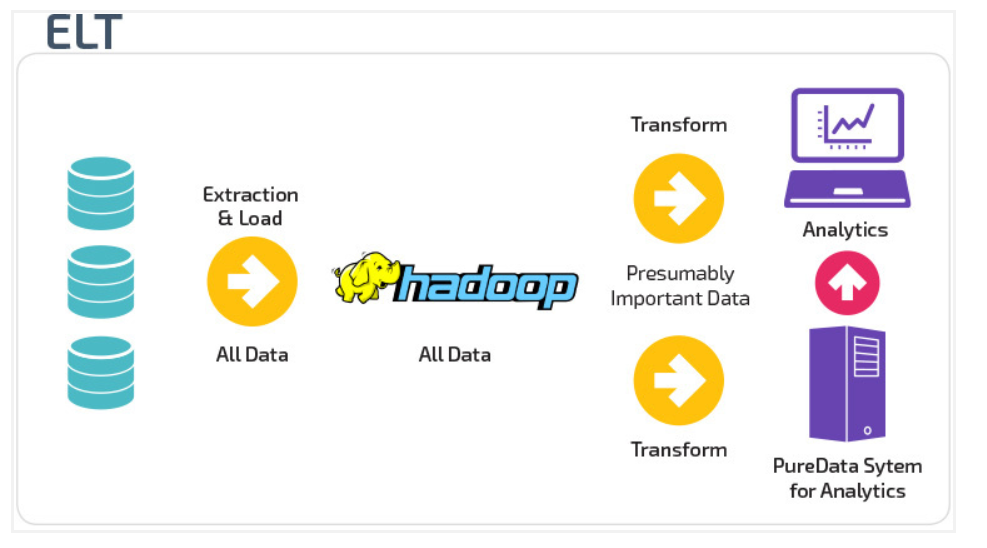 ELT
Extraction
& Load
All Data
hadoop
All Data
Transform
Presumably
Important Data
Transform
Analytics
PureData Sytem
for Analytics